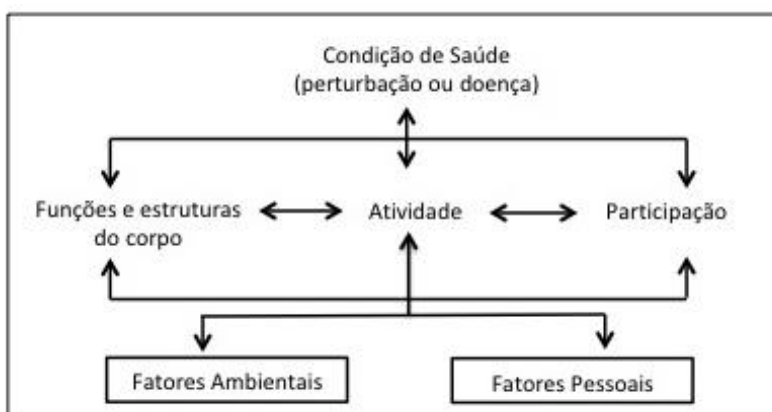 Condição de Saúde
(perturbação ou doença)
Funções e estruturas
do corpo
Atividade
Participação
Fatores Ambientais
Fatores Pessoais